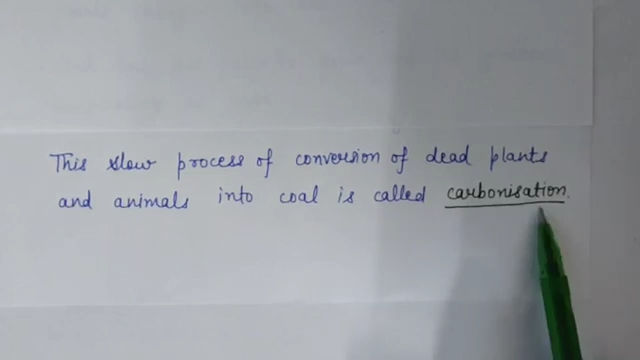 This slow process of conversion of dead plants
and animals into coal is called carbonisation.